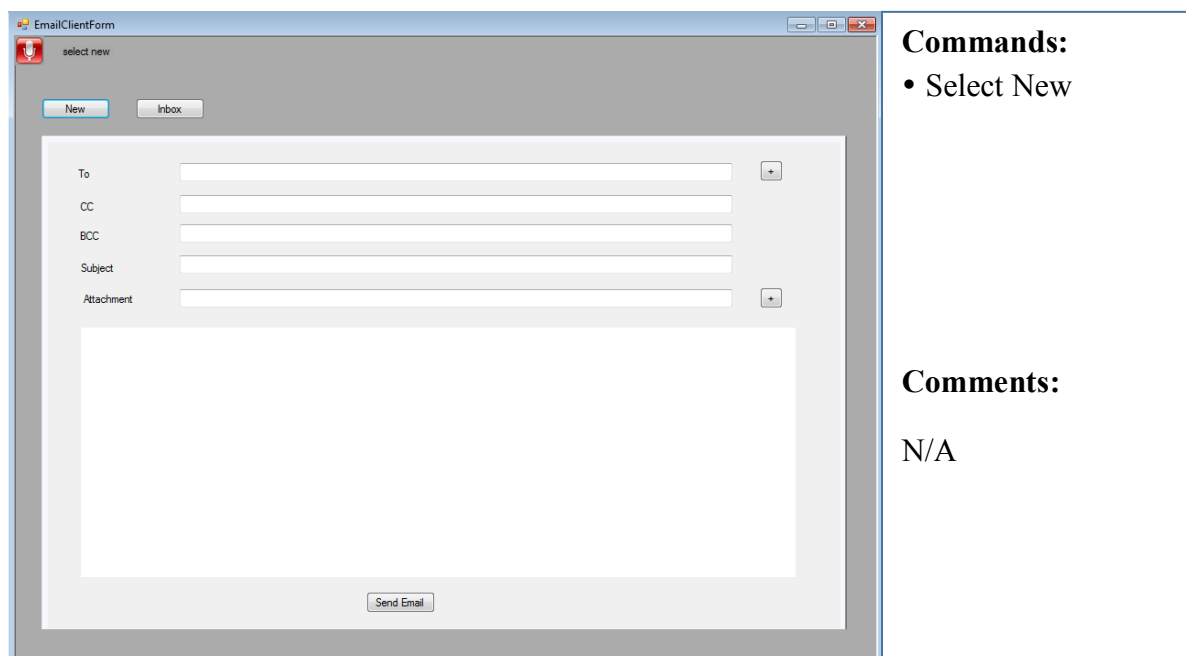 EmailClientForm
select new
New Inbox
To +
CC
BCC
Subject
Attachment +
Send Email
Commands:
• Select New
Comments:
N/A